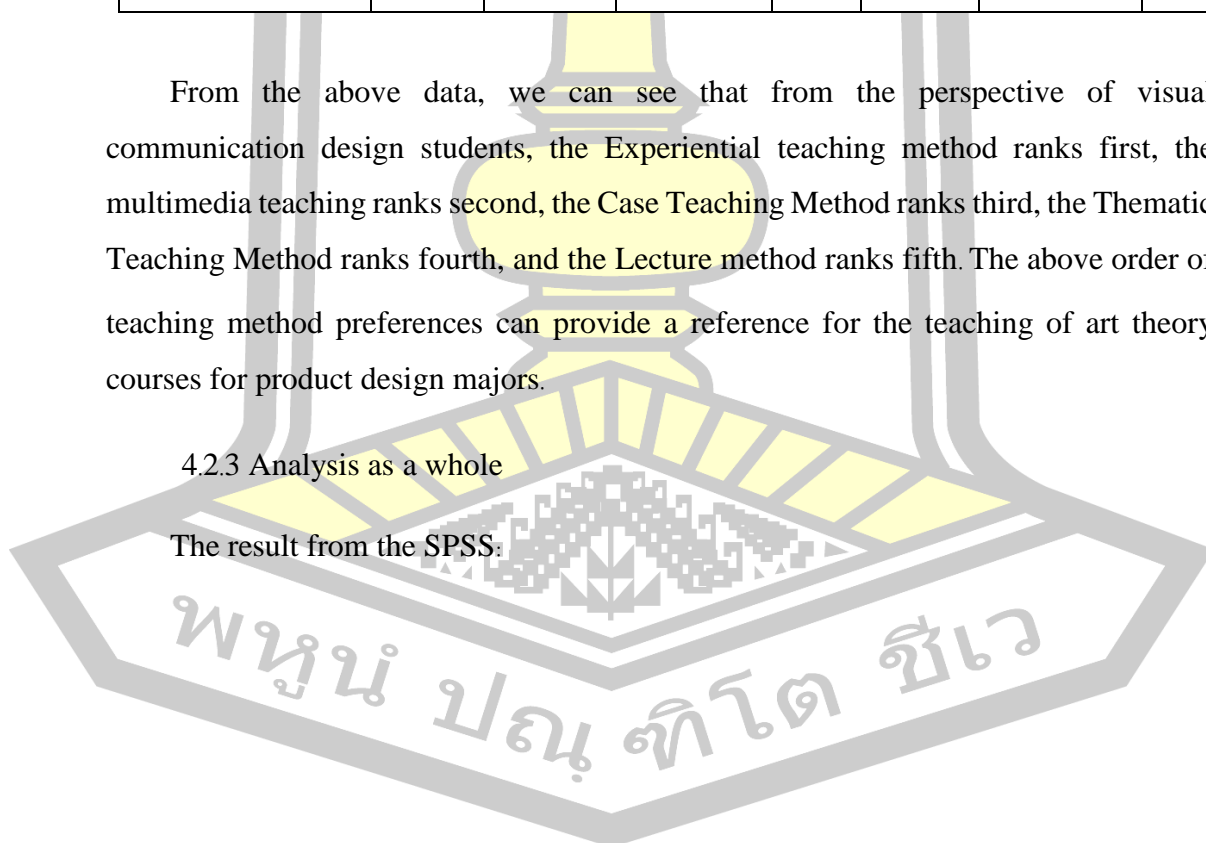 From the above data, we can see that from the perspective of visual
communication design students, the Experiential teaching method ranks first, the
multimedia teaching ranks second, the Case Teaching Method ranks third, the Thematic
Teaching Method ranks fourth, and the Lecture method ranks fifth. The above order of
teaching method preferences can provide a reference for the teaching of art theory
courses for product design majors.
4.2.3 Analysis as a whole
The result from the SPSS:
พหูนํ ปณฺฑิโต ชีเว